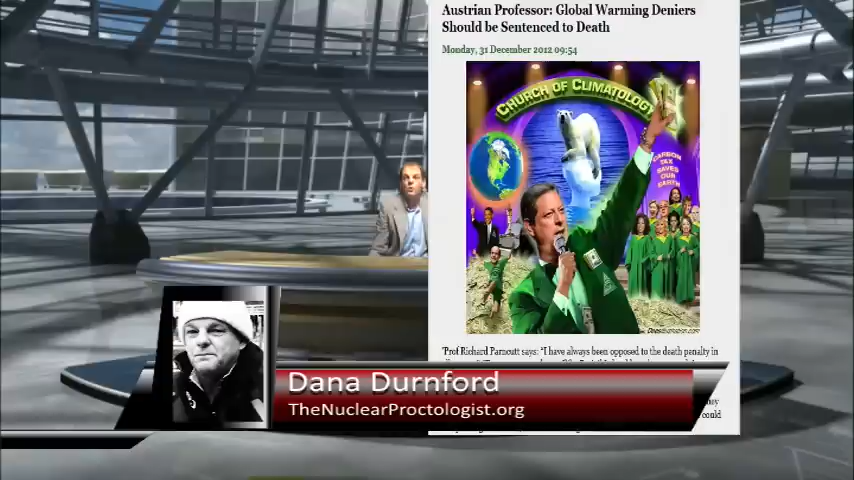 Austrian Professor: Global Warming Deniers
Should be Sentenced to Death
Monday, 31 December 2012 09:54
CHURCH OF CLIMATOLOGY
CARBON
TAX
SAVES
OUR
EARTH
'Prof Richard Parncutt says: "I have always been opposed to the death penalty in
could
Dana Durnford
TheNuclearProctologist.org